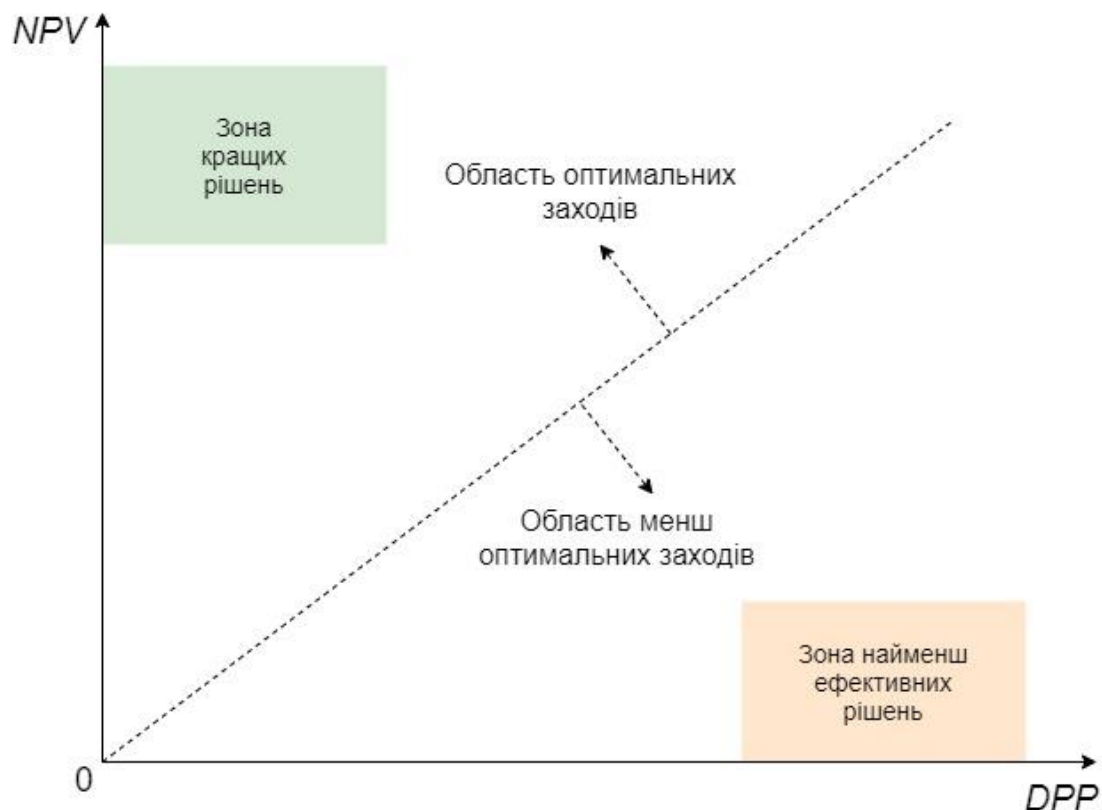 NPV
Зона
кращих
рішень
Область оптимальних
заходів
Область менш
оптимальних заходів
Зона найменш
ефективних
рішень
0
DPP